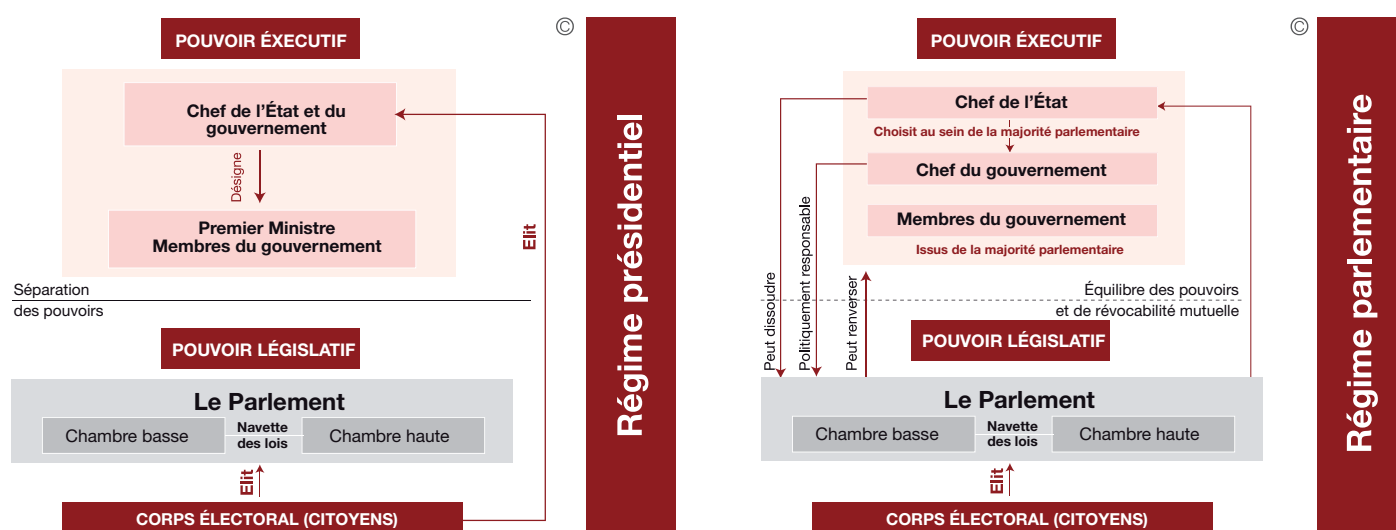 POUVOIR ÉXECUTIF
©
Chef de l'État et du
gouvernement
Désigne
Premier Ministre
Membres du gouvernement
Elit
Séparation
des pouvoirs
POUVOIR LÉGISLATIF
Le Parlement
Chambre basse
Navette
des lois
Chambre haute
Elit
CORPS ÉLECTORAL (CITOYENS)
Régime présidentiel
POUVOIR ÉXECUTIF
©
Chef de l'État
Choisit au sein de la majorité parlementaire
Chef du gouvernement
Membres du gouvernement
Issus de la majorité parlementaire
Peut dissoudre
Politiquement responsable
Peut renverser
Équilibre des pouvoirs
et de révocabilité mutuelle
POUVOIR LÉGISLATIF
Le Parlement
Chambre basse
Navette
des lois
Chambre haute
Elit
CORPS ÉLECTORAL (CITOYENS)
Régime parlementaire